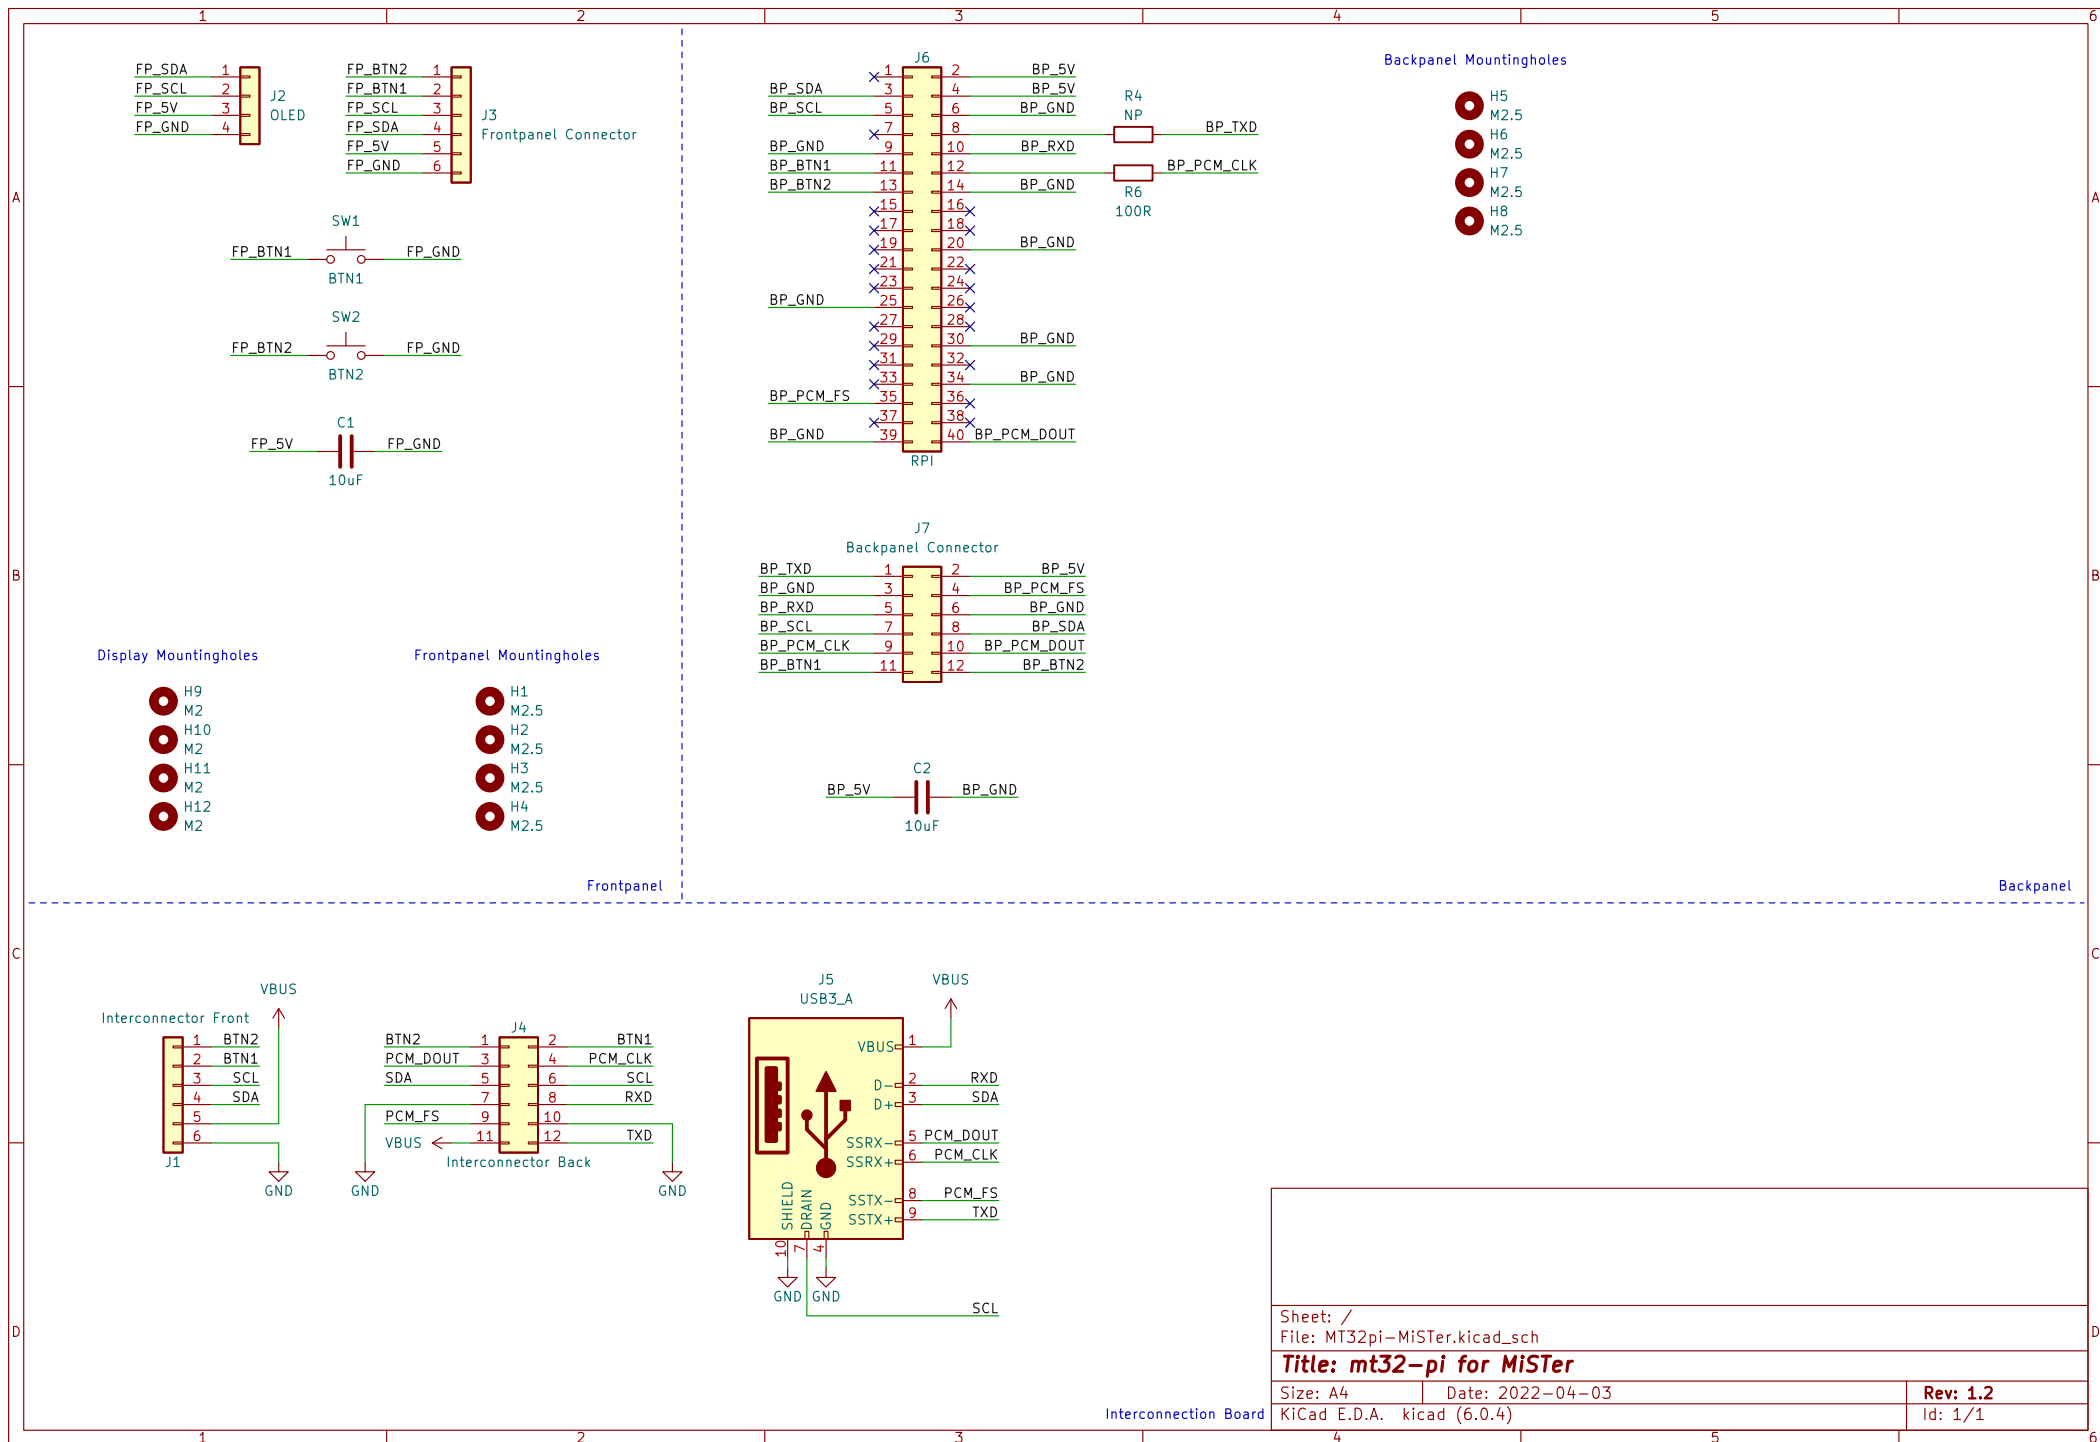 1 2 3 4 5 6
A
B
C
D
A
B
C
D
1 2 3 4 5 6
FP_SDA 1
FP_SCL 2
FP_5V 3
FP_GND 4
J2
OLED
FP_BTN2 1
FP_BTN1 2
FP_SCL 3
FP_SDA 4
FP_5V 5
FP_GND 6
J3
Frontpanel Connector
SW1
FP_BTN1 FP_GND
BTN1
SW2
FP_BTN2 FP_GND
BTN2
C1
FP_5V FP_GND
10uF
Display Mountingholes
H9
M2
H10
M2
H11
M2
H12
M2
Frontpanel Mountingholes
H1
M2.5
H2
M2.5
H3
M2.5
H4
M2.5
Frontpanel
J6
1 2 BP_5V
BP_SDA 3 4 BP_5V
BP_SCL 5 6 BP_GND
7 8
BP_GND 9 10 BP_RXD
BP_BTN1 11 12
BP_BTN2 13 14 BP_GND
15 16
17 18
19 20 BP_GND
21 22
23 24
BP_GND 25 26
27 28
29 30 BP_GND
31 32
33 34 BP_GND
BP_PCM_FS 35 36
37 38
BP_GND 39 40 BP_PCM_DOUT
RPI
R4
NP
BP_TXD
BP_PCM_CLK
R6
100R
Backpanel Mountingholes
H5
M2.5
H6
M2.5
H7
M2.5
H8
M2.5
J7
Backpanel Connector
BP_TXD 1 2 BP_5V
BP_GND 3 4 BP_PCM_FS
BP_RXD 5 6 BP_GND
BP_SCL 7 8 BP_SDA
BP_PCM_CLK 9 10 BP_PCM_DOUT
BP_BTN1 11 12 BP_BTN2
C2
BP_5V BP_GND
10uF
Backpanel
VBUS
Interconnector Front
1 BTN2
2 BTN1
3 SCL
4 SDA
5
6
J1
GND
J4
BTN2 1 2 BTN1
PCM_DOUT 3 4 PCM_CLK
SDA 5 6 SCL
7 8 RXD
PCM_FS 9 10
VBUS 11 12 TXD
Interconnector Back
GND
GND
J5
USB3_A
VBUS
VBUS 1
D- 2 RXD
D+ 3 SDA
SSRX- 5 PCM_DOUT
SSRX+ 6 PCM_CLK
SSTX- 8 PCM_FS
SSTX+ 9 TXD
SHIELD
DRAIN
GND
10 7 4
GND GND
SCL
Interconnection Board
Sheet: /
File: MT32pi-MiSTer.kicad_sch
Title: mt32-pi for MiSTer
Size: A4 Date: 2022-04-03 Rev: 1.2
KiCad E.D.A. kicad (6.0.4) Id: 1/1